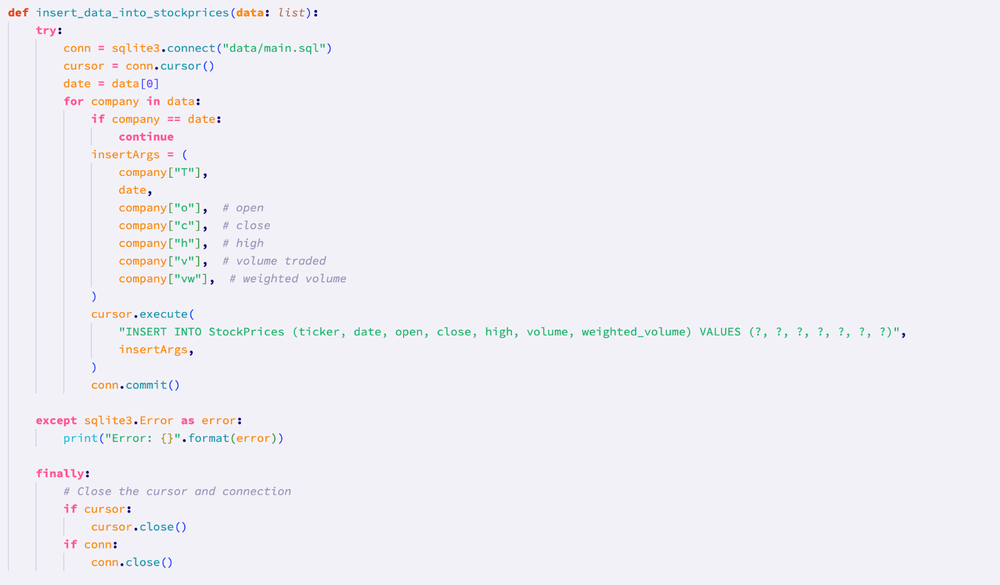 def insert_data_into_stockprices(data: list):
    try:
        conn = sqlite3.connect("data/main.sql")
        cursor = conn.cursor()
        date = data[0]
        for company in data:
            if company == date:
                continue
            insertArgs = (
                company["T"],
                date,
                company["o"],  # open
                company["c"],  # close
                company["h"],  # high
                company["v"],  # volume traded
                company["vw"],  # weighted volume
            )
            cursor.execute(
                "INSERT INTO StockPrices (ticker, date, open, close, high, volume, weighted_volume) VALUES (?, ?, ?, ?, ?, ?, ?)",
                insertArgs,
            )
            conn.commit()

    except sqlite3.Error as error:
        print("Error: {}".format(error))

    finally:
        # Close the cursor and connection
        if cursor:
            cursor.close()
        if conn:
            conn.close()